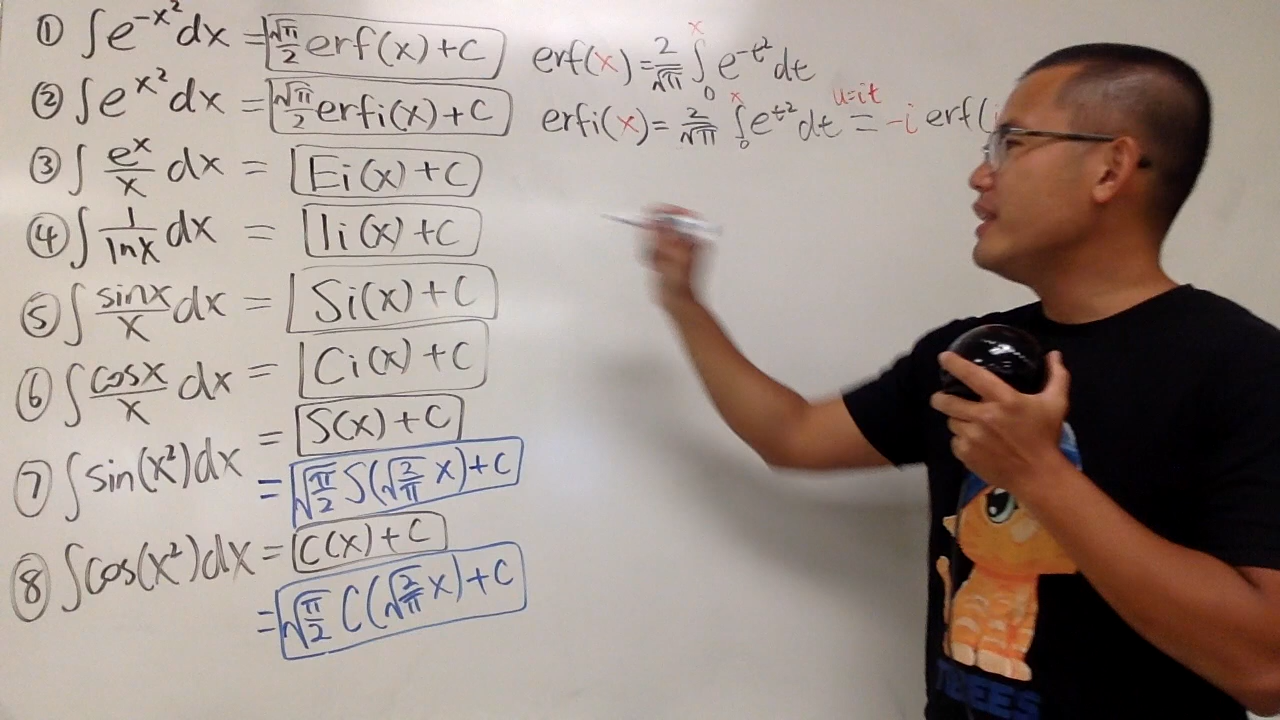 ① ∫e^{-x²}dx = √π/2 erf(x)+C
② ∫e^{x²}dx = √π/2 erfi(x)+C
③ ∫ e^x/x dx = Ei(x)+C
④ ∫ 1/lnx dx = li(x)+C
⑤ ∫ sinx/x dx = Si(x)+C
⑥ ∫ cosx/x dx = Ci(x)+C
⑦ ∫sin(x²)dx = S(x)+C
= √(π/2) S(√(2/π) x)+C
⑧ ∫cos(x²)dx = C(x)+C
= √(π/2) C(√(2/π) x)+C
erf(x) = 2/√π ∫₀^x e^{-t²}dt
erfi(x) = 2/√π ∫₀^x e^{t²}dt u=it = -i erf(i